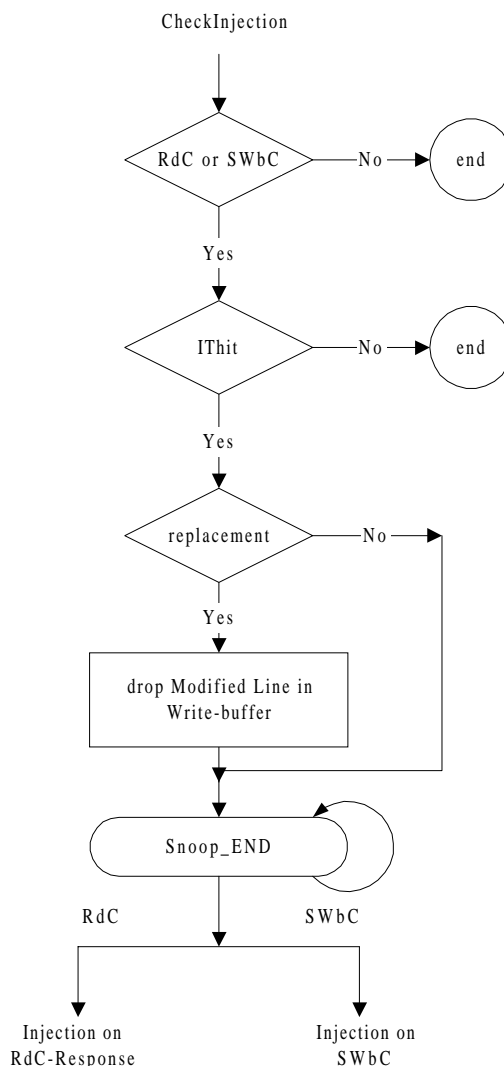 CheckInjection
RdC or SWbC
No
end
Yes
IThit
No
end
Yes
replacement
No
Yes
drop Modified Line in
Write-buffer
Snoop_END
RdC
SWbC
Injection on
RdC-Response
Injection on
SWbC